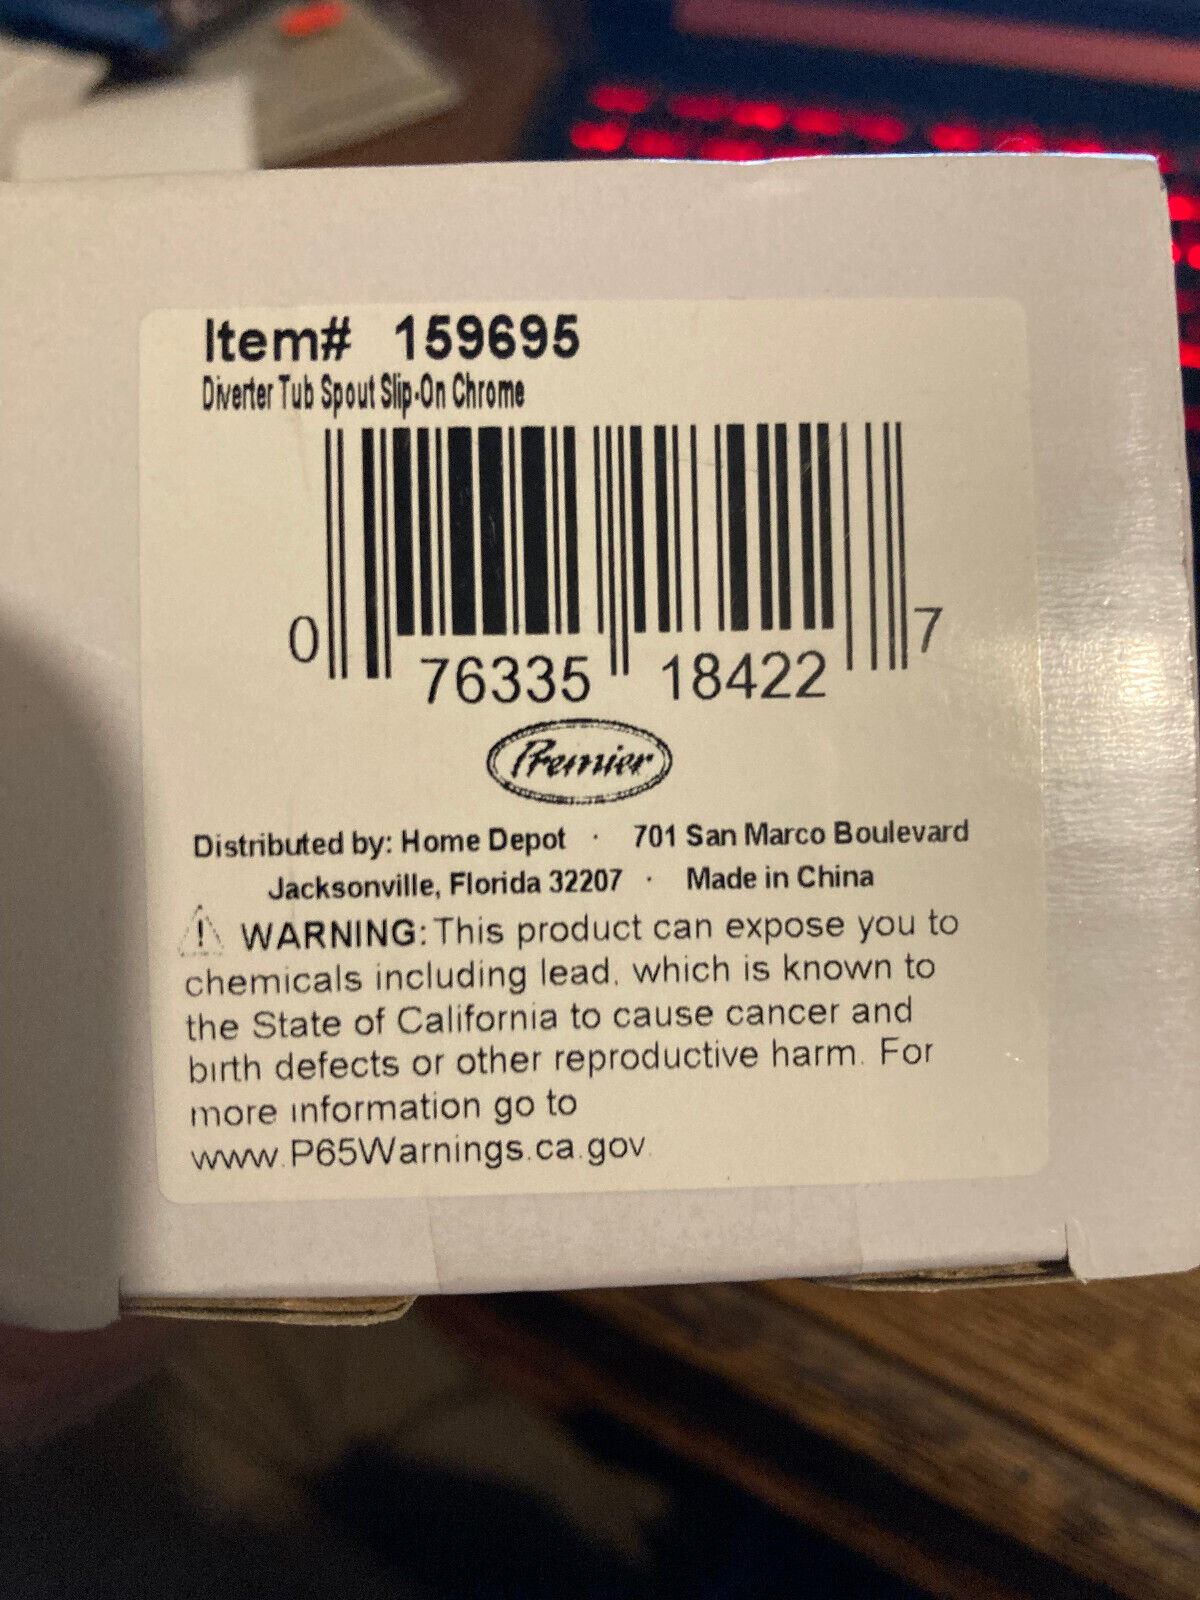 Item# 159695
Diverter Tub Spout Slip-On Chrome
0 76335 18422 7
Premier
Distributed by: Home Depot · 701 San Marco Boulevard
Jacksonville, Florida 32207 · Made in China
⚠ WARNING: This product can expose you to
chemicals including lead, which is known to
the State of California to cause cancer and
birth defects or other reproductive harm. For
more information go to
www.P65Warnings.ca.gov.